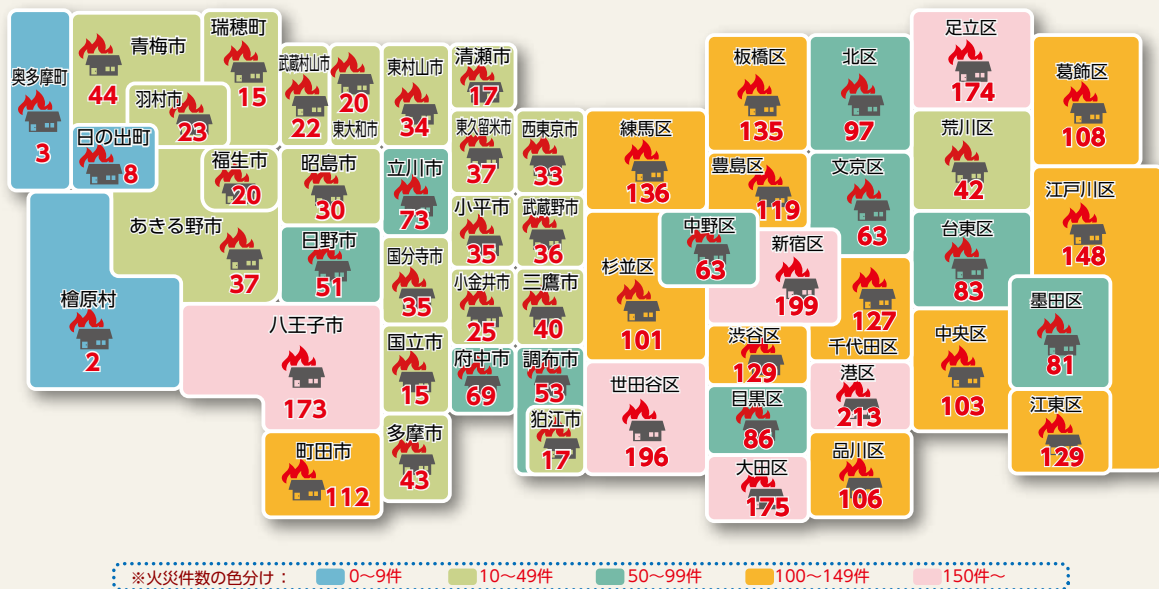 奥多摩町
3
青梅市
44
瑞穂町
15
羽村市
23
日の出町
8
武蔵村山市
22
20
東大和市
東村山市
34
清瀬市
17
福生市
20
昭島市
30
立川市
73
東久留米市
37
西東京市
33
あきる野市
37
日野市
51
国分寺市
35
小平市
35
武蔵野市
36
小金井市
25
三鷹市
40
檜原村
2
八王子市
173
国立市
15
府中市
69
調布市
53
狛江市
17
町田市
112
多摩市
43
板橋区
135
北区
97
足立区
174
葛飾区
108
練馬区
136
豊島区
119
文京区
63
荒川区
42
江戸川区
148
杉並区
101
中野区
63
新宿区
199
台東区
83
墨田区
81
127
千代田区
渋谷区
129
中央区
103
世田谷区
196
目黒区
86
港区
213
江東区
129
大田区
175
品川区
106
※火災件数の色分け： 0～9件 10～49件 50～99件 100～149件 150件～